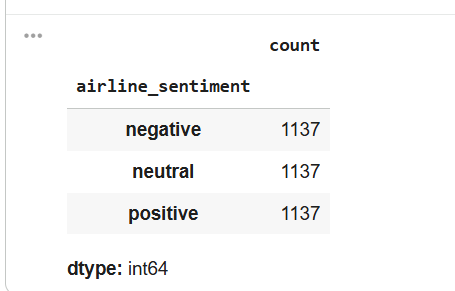 count
airline_sentiment
negative 1137
neutral 1137
positive 1137
dtype: int64